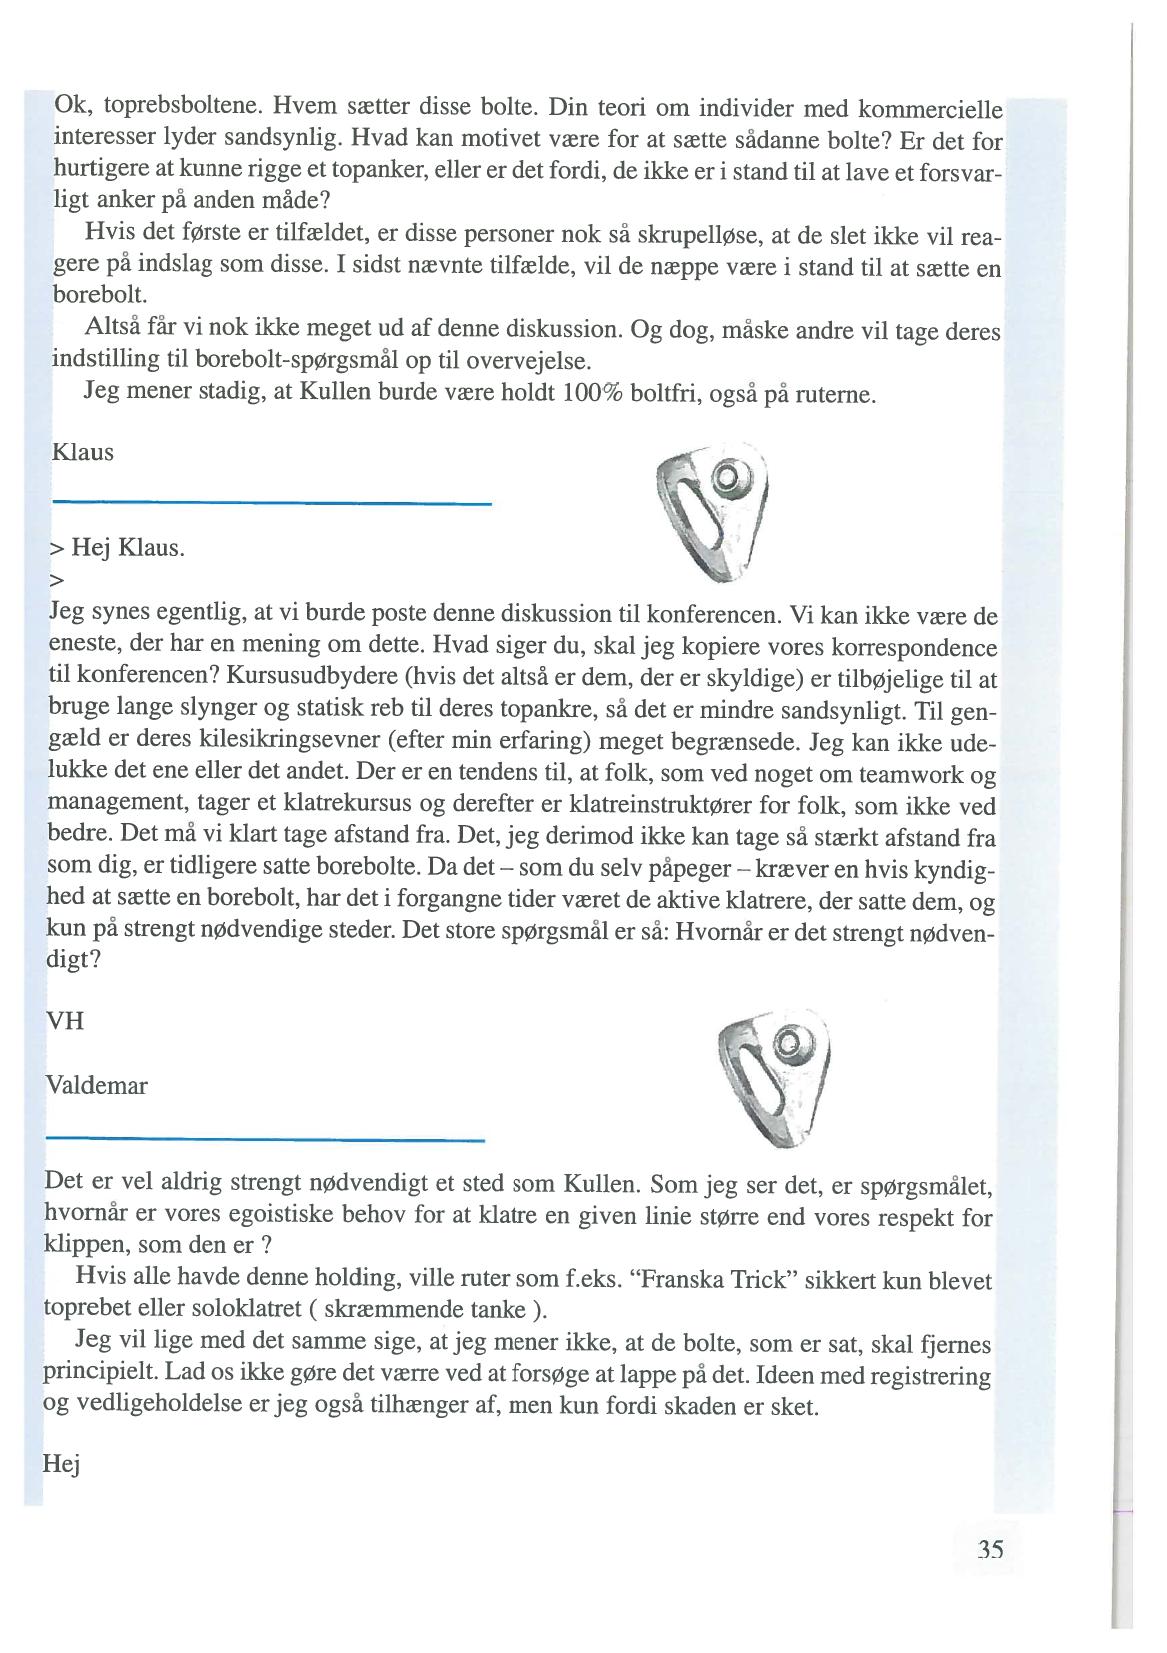 Ok, toprebsboltene. Hvem sætter disse bolte. Din teori om individer med kommercielle
interesser lyder sandsynlig. Hvad kan motivet være for at sætte sådanne bolte? Er det for
hurtigere at kunne rigge et topanker, eller er det fordi, de ikke er i stand til at lave et forsvar-
ligt anker på anden måde?
Hvis det første er tilfældet, er disse personer nok så skrupelløse, at de slet ikke vil rea-
gere på indslag som disse. I sidst nævnte tilfælde, vil de næppe være i stand til at sætte en
borebolt.
Altså får vi nok ikke meget ud af denne diskussion. Og dog, måske andre vil tage deres
indstilling til borebolt-spørgsmål op til overvejelse.
Jeg mener stadig, at Kullen burde være holdt 100% boltfri, også på ruterne.
Klaus
> Hej Klaus.
>
Jeg synes egentlig, at vi burde poste denne diskussion til konferencen. Vi kan ikke være de
eneste, der har en mening om dette. Hvad siger du, skal jeg kopiere vores korrespondence
til konferencen? Kursusudbydere (hvis det altså er dem, der er skyldige) er tilbøjelige til at
bruge lange slynger og statisk reb til deres topankre, så det er mindre sandsynligt. Til gen-
gæld er deres kilesikringsevner (efter min erfaring) meget begrænsede. Jeg kan ikke ude-
lukke det ene eller det andet. Der er en tendens til, at folk, som ved noget om teamwork og
management, tager et klatrekursus og derefter er klatreinstruktører for folk, som ikke ved
bedre. Det må vi klart tage afstand fra. Det, jeg derimod ikke kan tage så stærkt afstand fra
som dig, er tidligere satte borebolte. Da det – som du selv påpeger – kræver en hvis kyndig-
hed at sætte en borebolt, har det i forgangne tider været de aktive klatrere, der satte dem, og
kun på strengt nødvendige steder. Det store spørgsmål er så: Hvornår er det strengt nødven-
digt?
VH
Valdemar
Det er vel aldrig strengt nødvendigt et sted som Kullen. Som jeg ser det, er spørgsmålet,
hvornår er vores egoistiske behov for at klatre en given linie større end vores respekt for
klippen, som den er ?
Hvis alle havde denne holding, ville ruter som f.eks. “Franska Trick” sikkert kun blevet
toprebet eller soloklatret ( skræmmende tanke ).
Jeg vil lige med det samme sige, at jeg mener ikke, at de bolte, som er sat, skal fjernes
principielt. Lad os ikke gøre det værre ved at forsøge at lappe på det. Ideen med registrering
og vedligeholdelse er jeg også tilhænger af, men kun fordi skaden er sket.
Hej
35